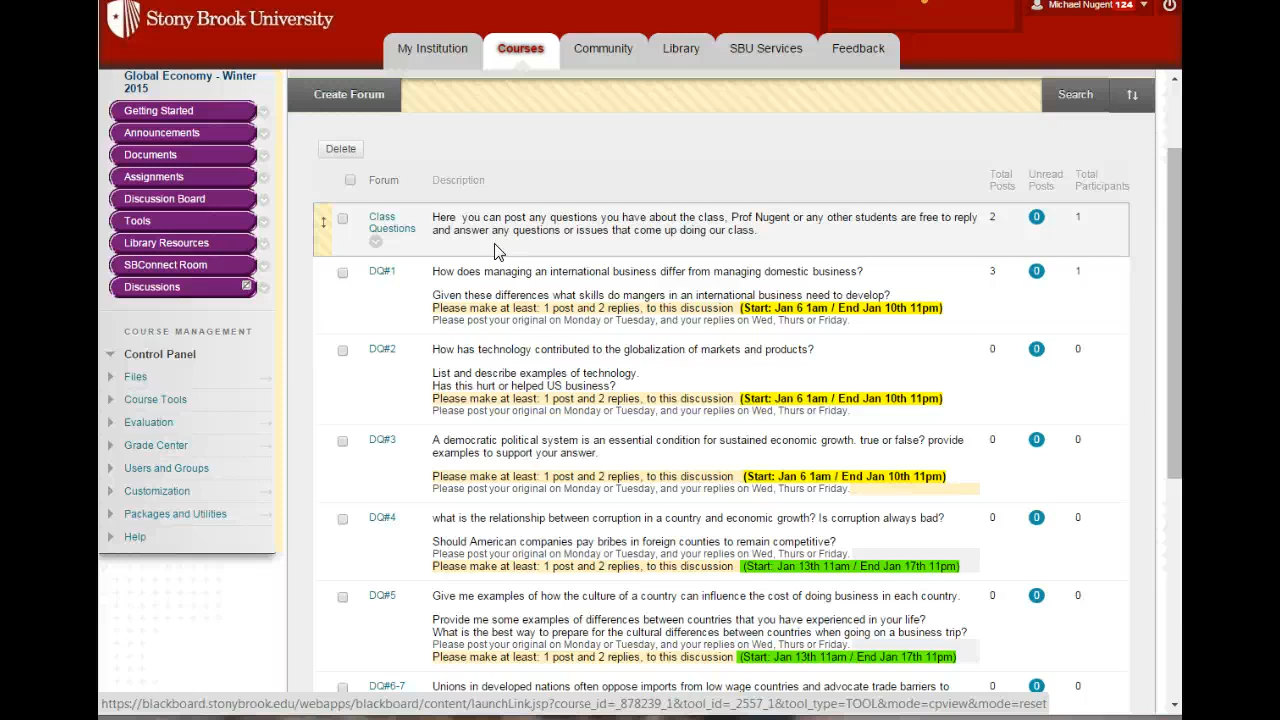 Stony Brook University
Michael Nugent 124
My Institution
Courses
Community
Library
SBU Services
Feedback
Global Economy - Winter
2015
Getting Started
Announcements
Documents
Assignments
Discussion Board
Tools
Library Resources
SBConnect Room
Discussions
COURSE MANAGEMENT
Control Panel
Files
Course Tools
Evaluation
Grade Center
Users and Groups
Customization
Packages and Utilities
Help
Create Forum
Search
Delete
Forum
Description
Total
Posts
Unread
Posts
Total
Participants
Class
Questions
Here you can post any questions you have about the class, Prof Nugent or any other students are free to reply
and answer any questions or issues that come up doing our class.
2
0
1
DQ#1
How does managing an international business differ from managing domestic business?
3
0
1
Given these differences what skills do mangers in an international business need to develop?
Please make at least: 1 post and 2 replies, to this discussion (Start: Jan 6 1am / End Jan 10th 11pm)
Please post your original on Monday or Tuesday, and your replies on Wed, Thurs or Friday.
DQ#2
How has technology contributed to the globalization of markets and products?
0
0
0
List and describe examples of technology.
Has this hurt or helped US business?
Please make at least: 1 post and 2 replies, to this discussion (Start: Jan 6 1am / End Jan 10th 11pm)
Please post your original on Monday or Tuesday, and your replies on Wed, Thurs or Friday.
DQ#3
A democratic political system is an essential condition for sustained economic growth. true or false? provide
examples to support your answer.
0
0
0
Please make at least: 1 post and 2 replies, to this discussion (Start: Jan 6 1am / End Jan 10th 11pm)
Please post your original on Monday or Tuesday, and your replies on Wed, Thurs or Friday.
DQ#4
what is the relationship between corruption in a country and economic growth? Is corruption always bad?
0
0
0
Should American companies pay bribes in foreign counties to remain competitive?
Please post your original on Monday or Tuesday, and your replies on Wed, Thurs or Friday.
Please make at least: 1 post and 2 replies, to this discussion (Start: Jan 13th 11am / End Jan 17th 11pm)
DQ#5
Give me examples of how the culture of a country can influence the cost of doing business in each country.
0
0
0
Provide me some examples of differences between countries that you have experienced in your life?
What is the best way to prepare for the cultural differences between countries when going on a business trip?
Please post your original on Monday or Tuesday, and your replies on Wed, Thurs or Friday.
Please make at least: 1 post and 2 replies, to this discussion (Start: Jan 13th 11am / End Jan 17th 11pm)
DQ#6-7
Unions in developed nations often oppose imports from low wage countries and advocate trade barriers to
0
0
0
https://blackboard.stonybrook.edu/webapps/blackboard/content/launchLink.jsp?course_id=_878239_1&tool_id=_2557_1&tool_type=TOOL&mode=cpview&mode=reset